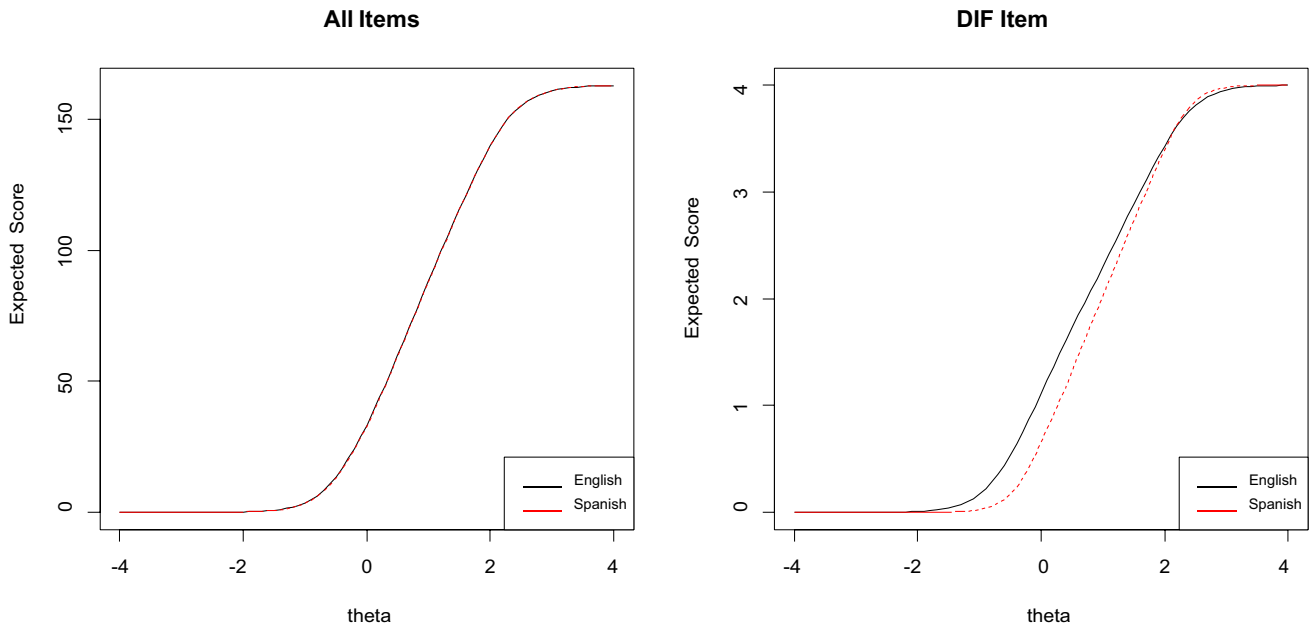 All Items
Expected Score
150
100
50
0
-4
-2
0
2
4
theta
English
Spanish
DIF Item
Expected Score
4
3
2
1
0
-4
-2
0
2
4
theta
English
Spanish